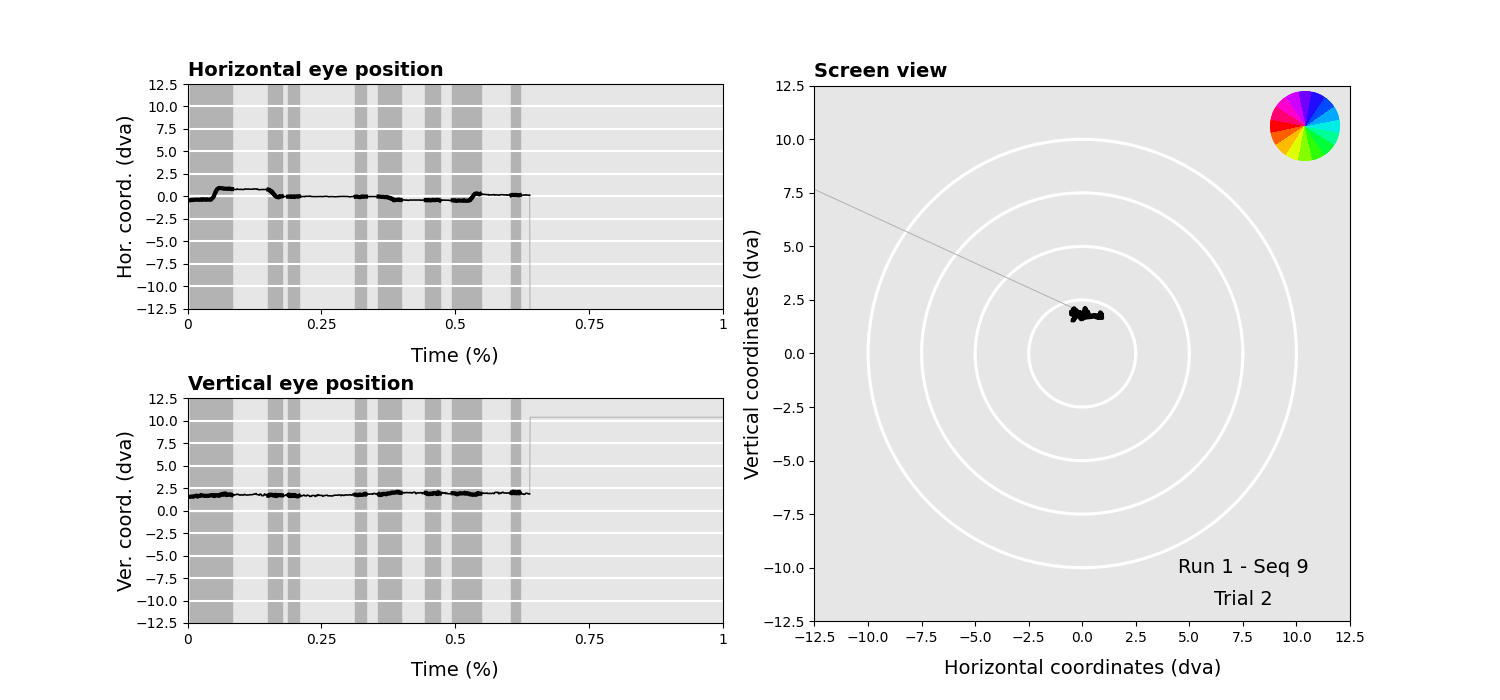 Horizontal eye position
Hor. coord. (dva)
12.5
10.0
7.5
5.0
2.5
0.0
−2.5
−5.0
−7.5
−10.0
−12.5
0 0.25 0.5 0.75 1
Time (%)
Vertical eye position
Ver. coord. (dva)
12.5
10.0
7.5
5.0
2.5
0.0
−2.5
−5.0
−7.5
−10.0
−12.5
0 0.25 0.5 0.75 1
Time (%)
Screen view
Vertical coordinates (dva)
12.5
10.0
7.5
5.0
2.5
0.0
−2.5
−5.0
−7.5
−10.0
−12.5
Run 1 - Seq 9
Trial 2
−12.5 −10.0 −7.5 −5.0 −2.5 0.0 2.5 5.0 7.5 10.0 12.5
Horizontal coordinates (dva)